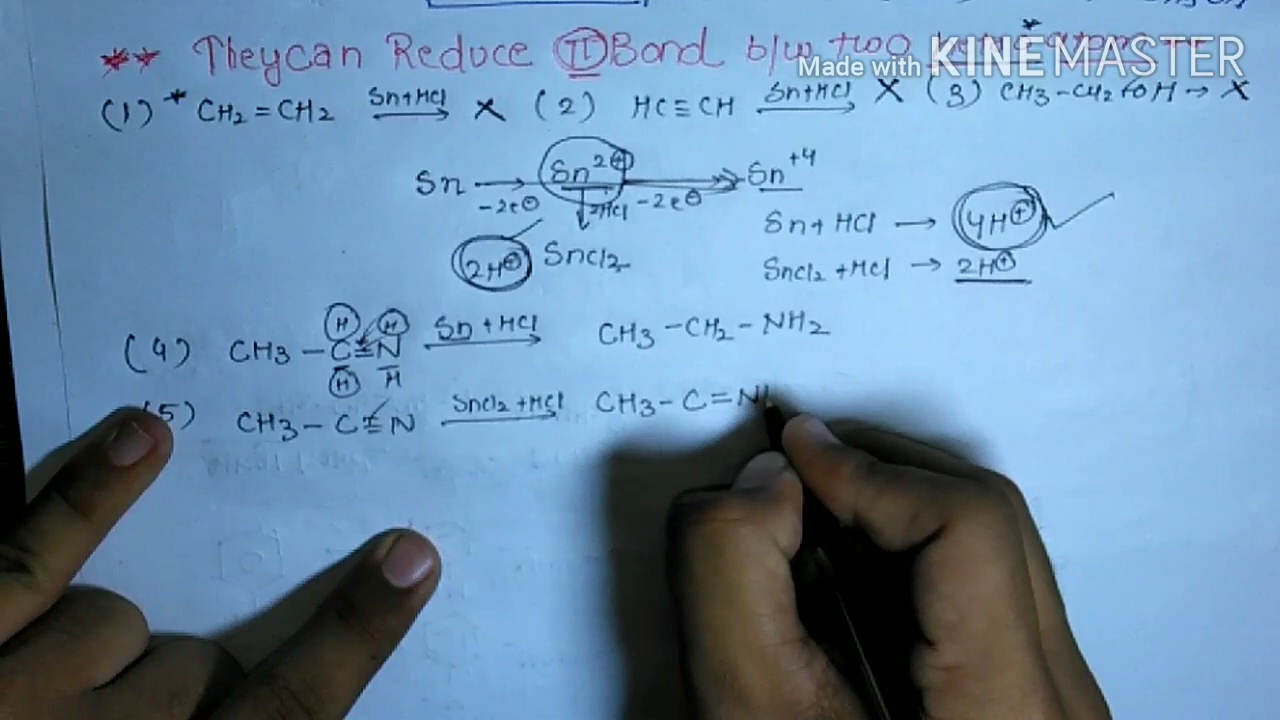 ** They can Reduce π Bond b/w two
Made with KINEMASTER
(1) * CH2 = CH2 Sn+HCl → X (2) HC≡CH Sn+HCl → X (3) CH3-CH2-OH → X
Sn → Sn2⊕ → Sn+4
-2e⊖ 2HCl -2e⊖
2H⊕ SnCl2
Sn + HCl → 4H⊕
SnCl2 + HCl → 2H⊕
H H
(4) CH3 - C≡N Sn + HCl → CH3 - CH2 - NH2
H H
(5) CH3 - C≡N SnCl2 + HCl CH3 - C = N